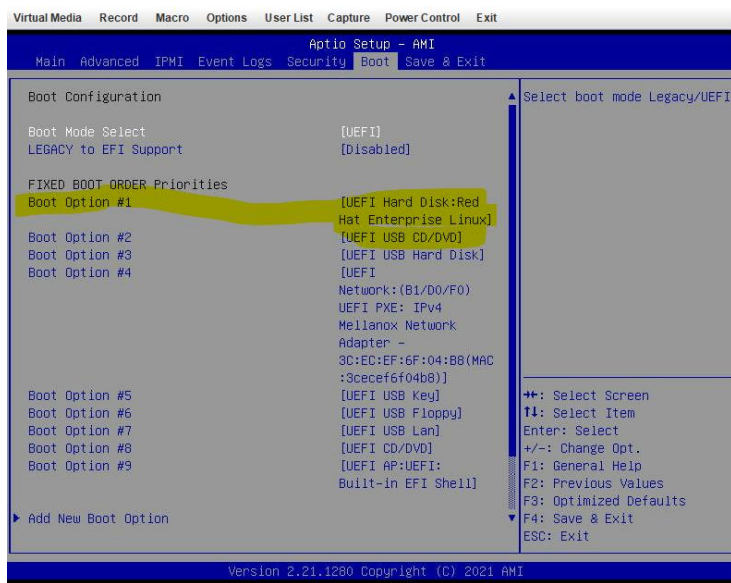 Virtual Media Record Macro Options User List Capture Power Control Exit
Aptio Setup - AMI
Main Advanced IPMI Event Logs Security Boot Save & Exit
Boot Configuration
Select boot mode Legacy/UEFI
Boot Mode Select [UEFI]
LEGACY to EFI Support [Disabled]
FIXED BOOT ORDER Priorities
Boot Option #1 [UEFI Hard Disk:Red
Hat Enterprise Linux]
Boot Option #2 [UEFI USB CD/DVD]
Boot Option #3 [UEFI USB Hard Disk]
Boot Option #4 [UEFI
Network:(B1/D0/F0)
UEFI PXE: IPv4
Mellanox Network
Adapter -
3C:EC:EF:6F:04:B8(MAC
:3cecef6f04b8)]
Boot Option #5 [UEFI USB Key]
Boot Option #6 [UEFI USB Floppy]
Boot Option #7 [UEFI USB Lan]
Boot Option #8 [UEFI CD/DVD]
Boot Option #9 [UEFI AP:UEFI:
Built-in EFI Shell]
Add New Boot Option
→←: Select Screen
↑↓: Select Item
Enter: Select
+/-: Change Opt.
F1: General Help
F2: Previous Values
F3: Optimized Defaults
F4: Save & Exit
ESC: Exit
Version 2.21.1280 Copyright (C) 2021 AMI